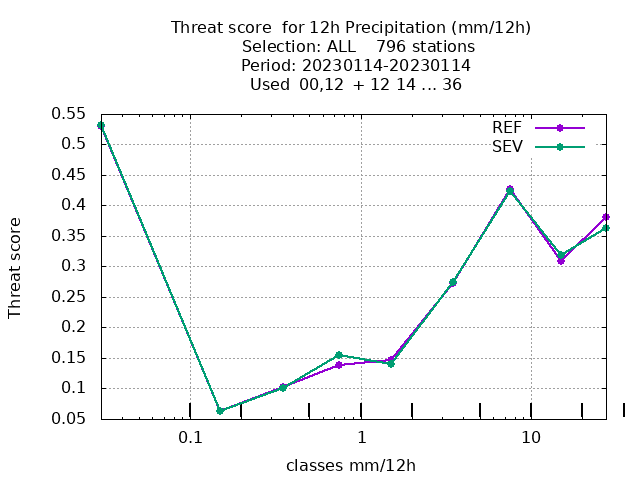 Threat score  for 12h Precipitation (mm/12h)
Selection: ALL    796 stations
Period: 20230114-20230114
Used  00,12  + 12 14 ... 36
REF
SEV
0.55
0.5
0.45
0.4
0.35
0.3
0.25
0.2
0.15
0.1
0.05
Threat score
0.1
1
10
classes mm/12h